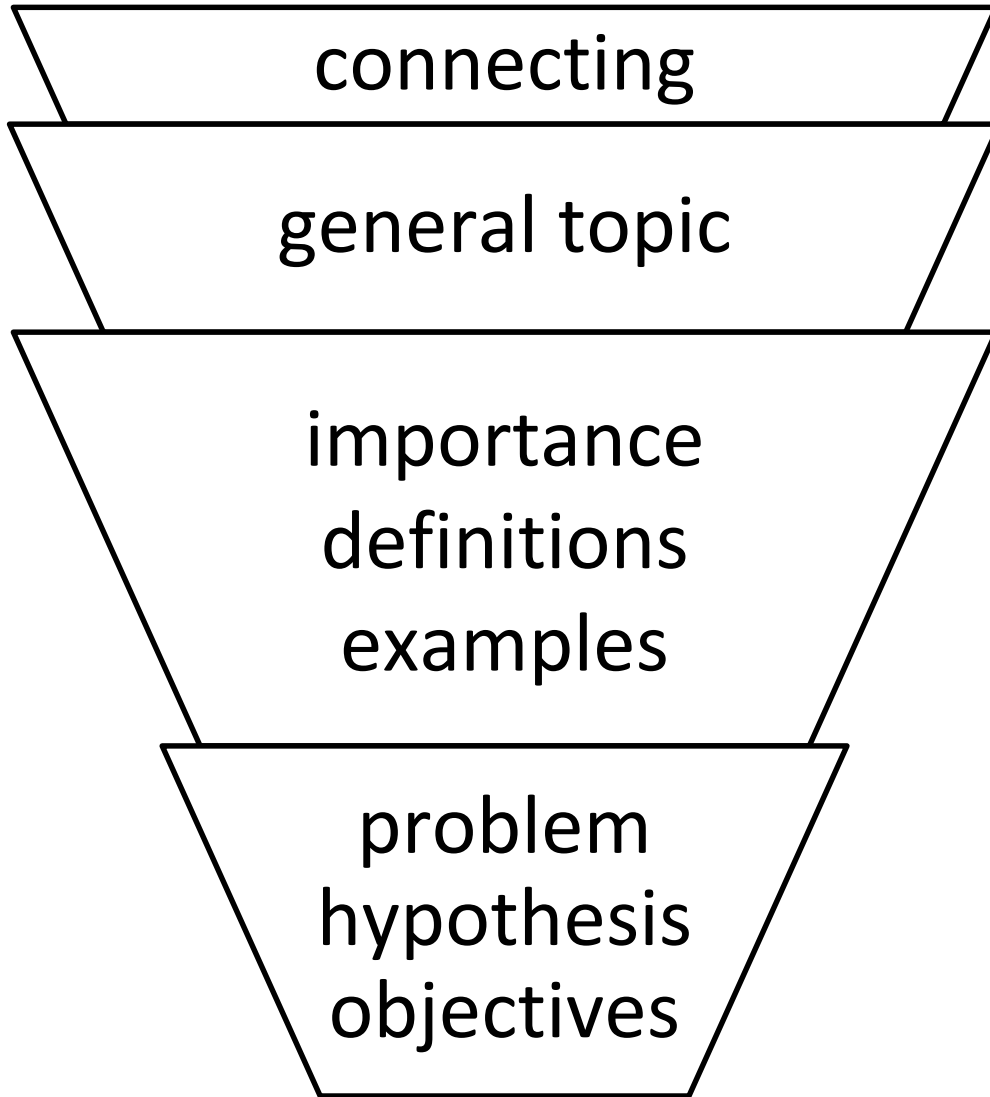 connecting
general topic
importance
definitions
examples
problem
hypothesis
objectives